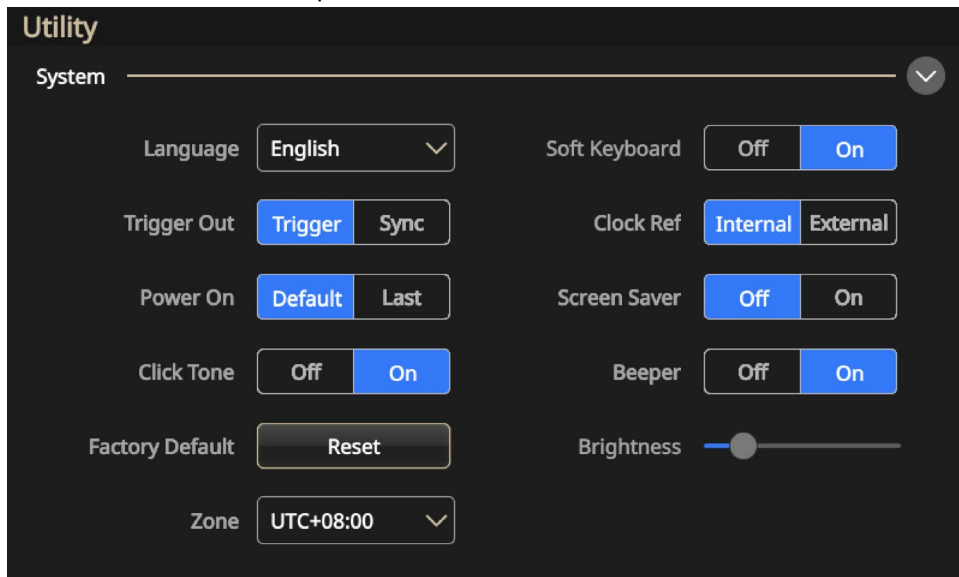 Utility
System
Language English Soft Keyboard Off On
Trigger Out Trigger Sync Clock Ref Internal External
Power On Default Last Screen Saver Off On
Click Tone Off On Beeper Off On
Factory Default Reset Brightness
Zone UTC+08:00